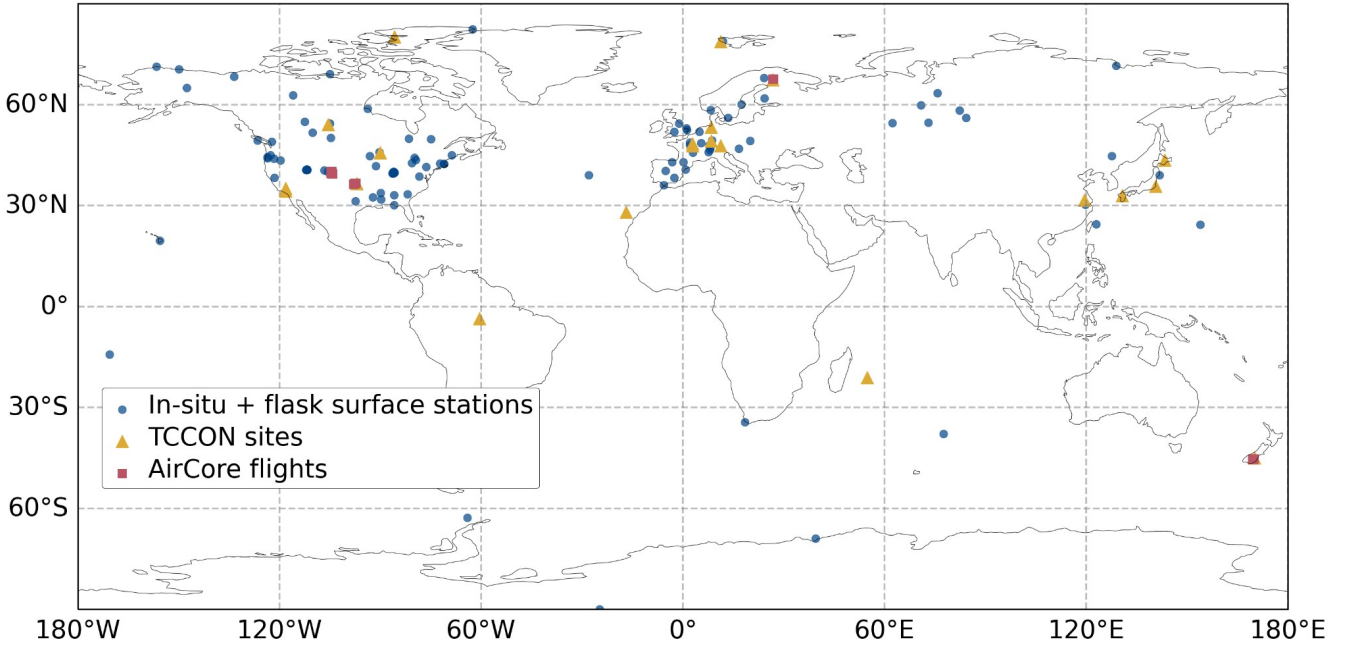 60°N
30°N
0°
30°S
60°S
In-situ + flask surface stations
TCCON sites
AirCore flights
180°W 120°W 60°W 0° 60°E 120°E 180°E